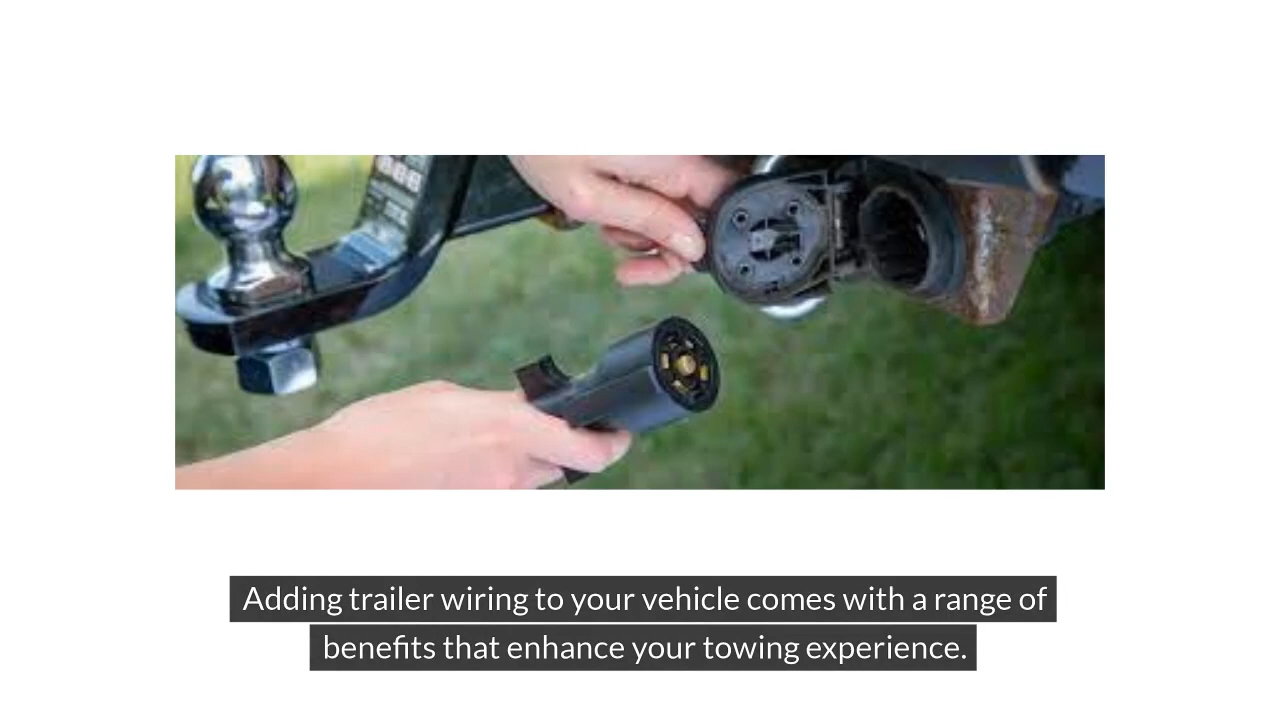 Adding trailer wiring to your vehicle comes with a range of
benefits that enhance your towing experience.